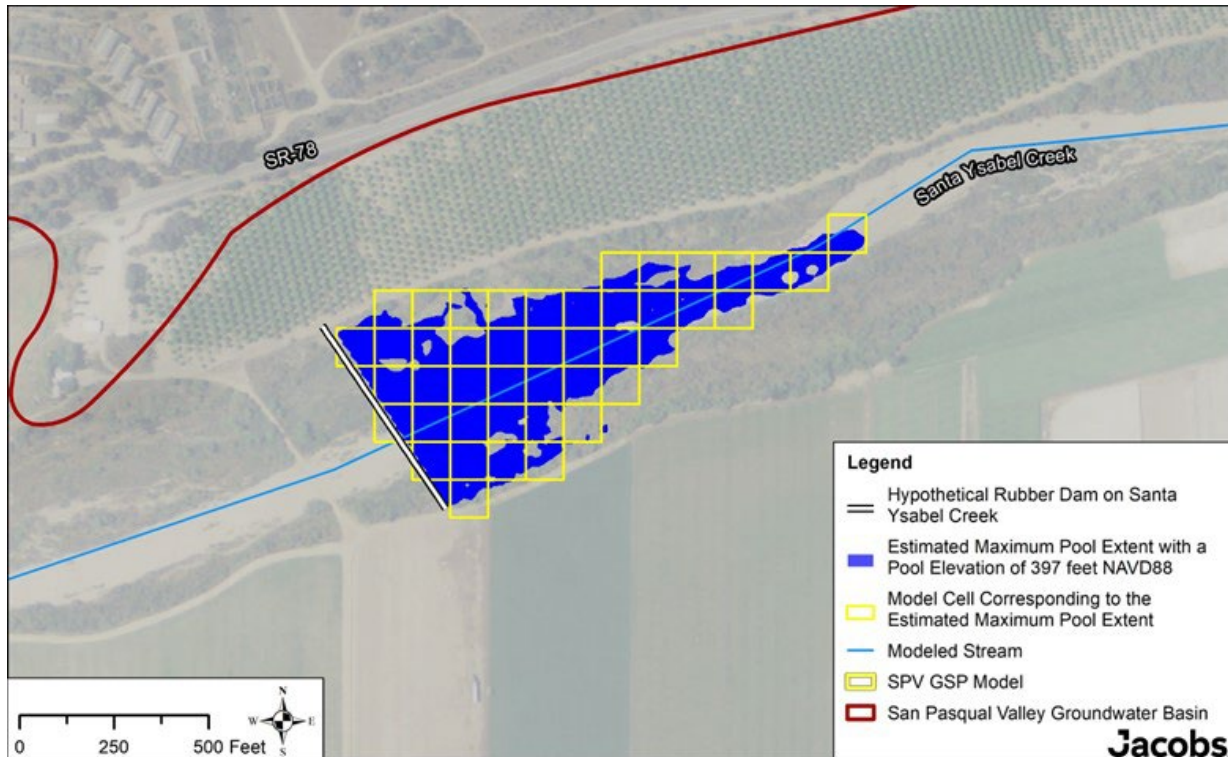 SR-78
Santa Ysabel Creek
Legend
Hypothetical Rubber Dam on Santa
Ysabel Creek
Estimated Maximum Pool Extent with a
Pool Elevation of 397 feet NAVD88
Model Cell Corresponding to the
Estimated Maximum Pool Extent
Modeled Stream
SPV GSP Model
San Pasqual Valley Groundwater Basin
N
W E
S
0 250 500 Feet
Jacobs